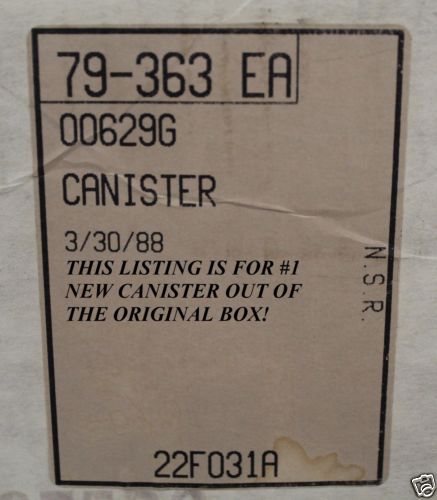 79-363 EA
00629G
CANISTER
3/30/88
THIS LISTING IS FOR #1
NEW CANISTER OUT OF
THE ORIGINAL BOX!
N.S.R.
22F031A